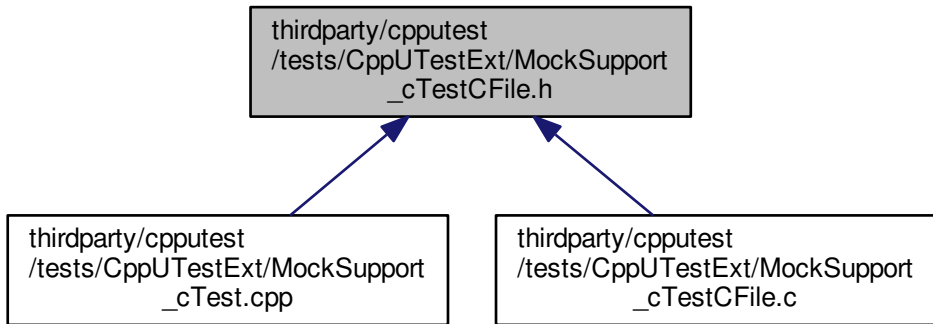 thirdparty/cpputest
/tests/CppUTestExt/MockSupport
_cTestCFile.h
thirdparty/cpputest
/tests/CppUTestExt/MockSupport
_cTest.cpp
thirdparty/cpputest
/tests/CppUTestExt/MockSupport
_cTestCFile.c